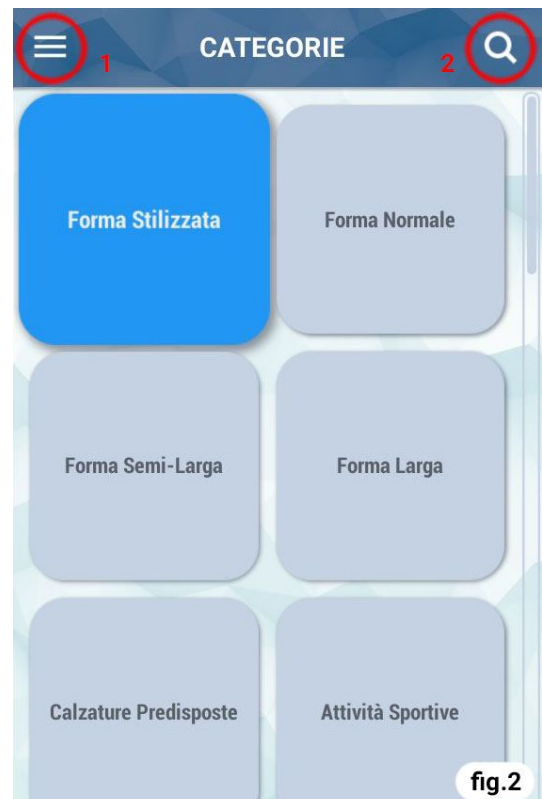 1 CATEGORIE 2
Forma Stilizzata
Forma Normale
Forma Semi-Larga
Forma Larga
Calzature Predisposte
Attività Sportive
fig.2